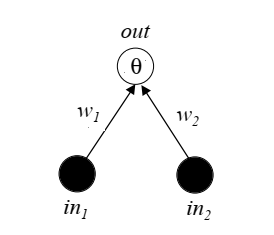 out
θ
w₁ w₂
in₁ in₂